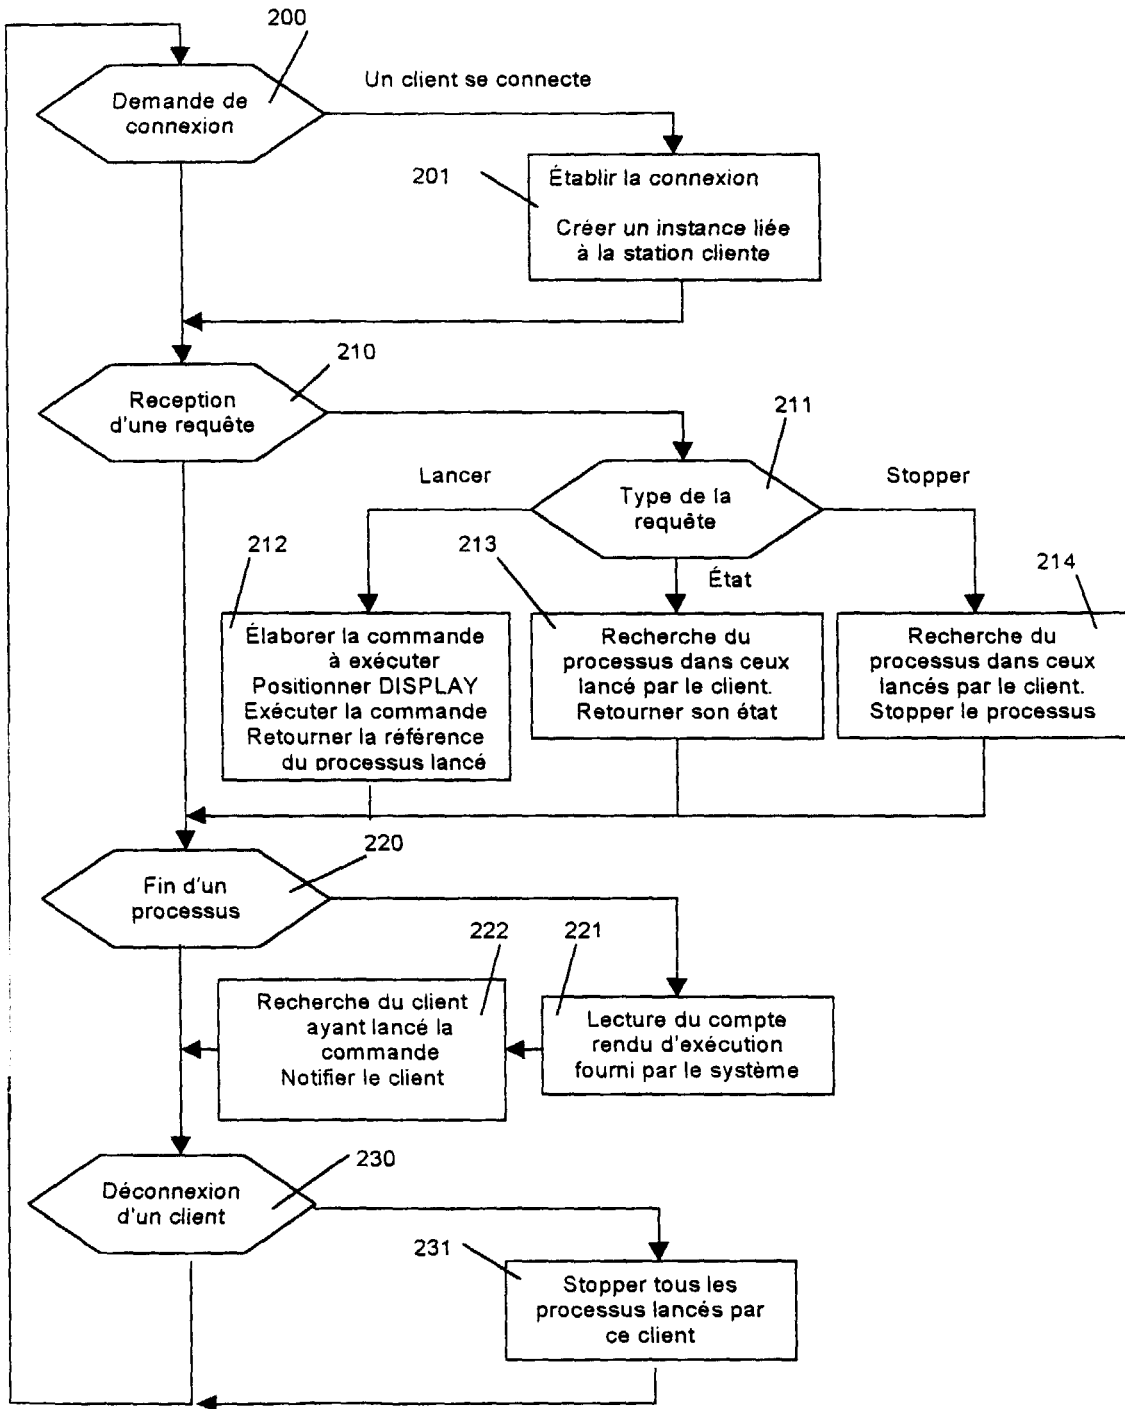 200
Un client se connecte
Demande de
connexion
201
Établir la connexion
Créer un instance liée
à la station cliente
210
Reception
d'une requête
211
Lancer
Stopper
Type de la
requête
212
213
État
214
Élaborer la commande
à exécuter
Positionner DISPLAY
Exécuter la commande
Retourner la référence
du processus lancé
Recherche du
processus dans ceux
lancé par le client.
Retourner son état
Recherche du
processus dans ceux
lancés par le client.
Stopper le processus
220
Fin d'un
processus
222
221
Recherche du client
ayant lancé la
commande
Notifier le client
Lecture du compte
rendu d'exécution
fourni par le système
230
Déconnexion
d'un client
231
Stopper tous les
processus lancés par
ce client